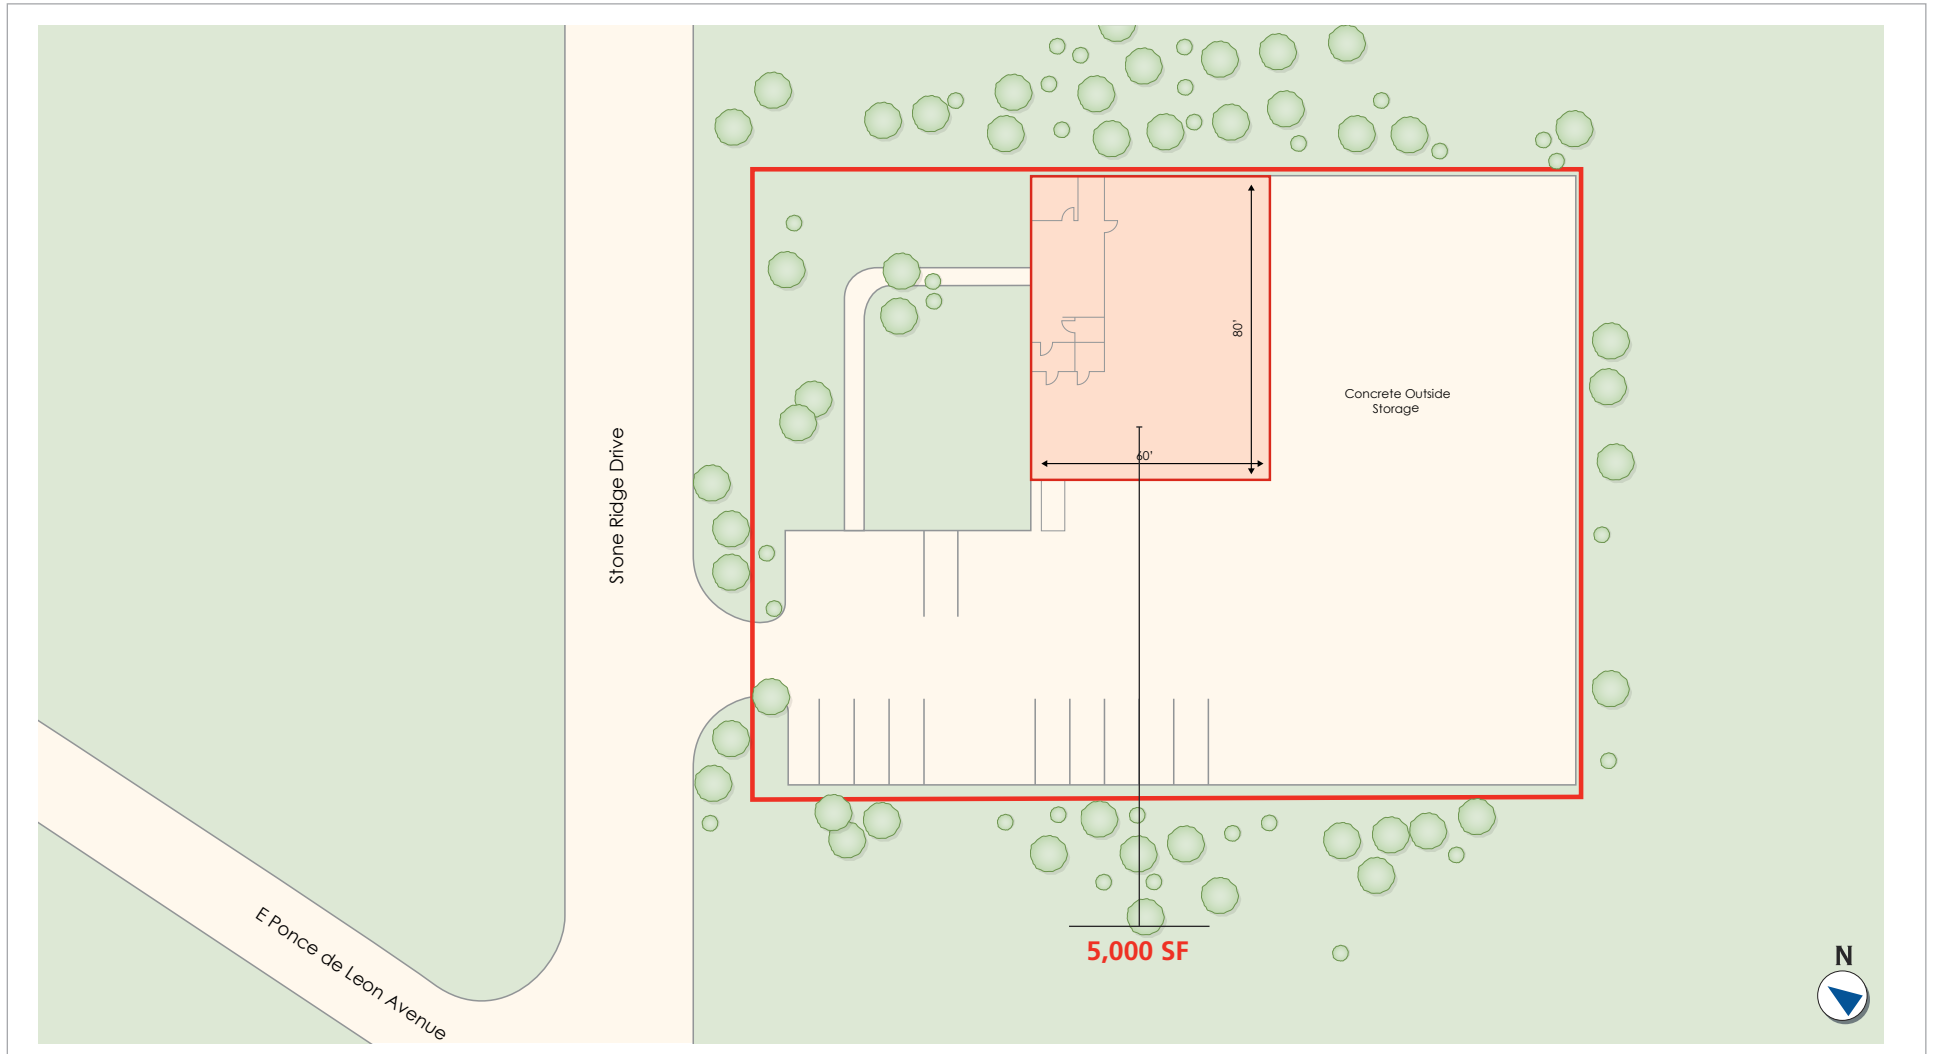 80'
60'
Concrete Outside
Storage
Stone Ridge Drive
E Ponce de Leon Avenue
5,000 SF
N